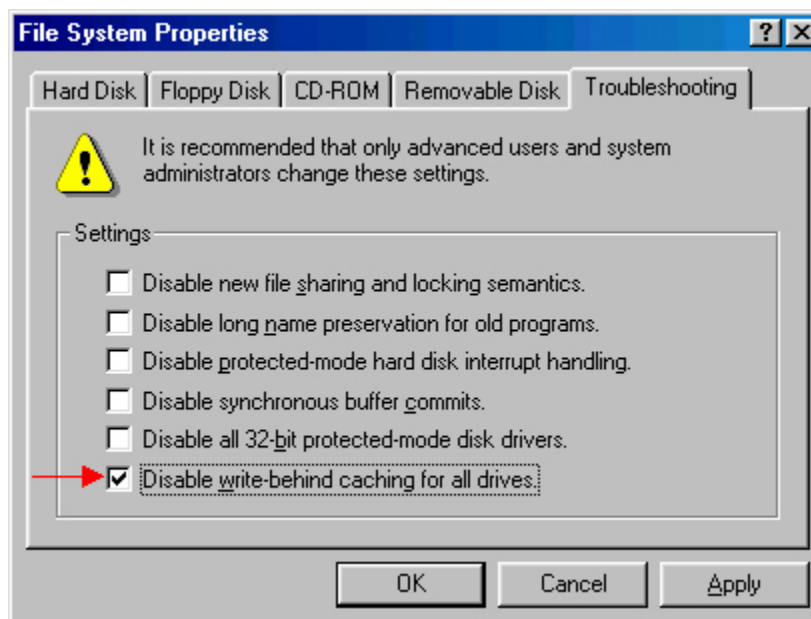 File System Properties
Hard Disk Floppy Disk CD-ROM Removable Disk Troubleshooting
It is recommended that only advanced users and system
administrators change these settings.
Settings
Disable new file sharing and locking semantics.
Disable long name preservation for old programs.
Disable protected-mode hard disk interrupt handling.
Disable synchronous buffer commits.
Disable all 32-bit protected-mode disk drivers.
Disable write-behind caching for all drives.
OK Cancel Apply